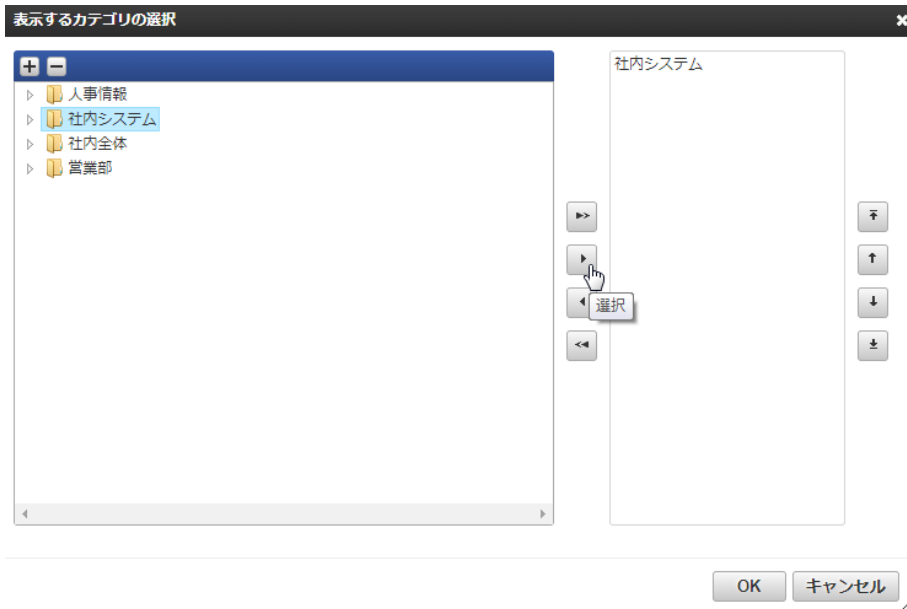 表示するカテゴリの選択
社内システム
人事情報
社内システム
社内全体
営業部
選択
OK
キャンセル